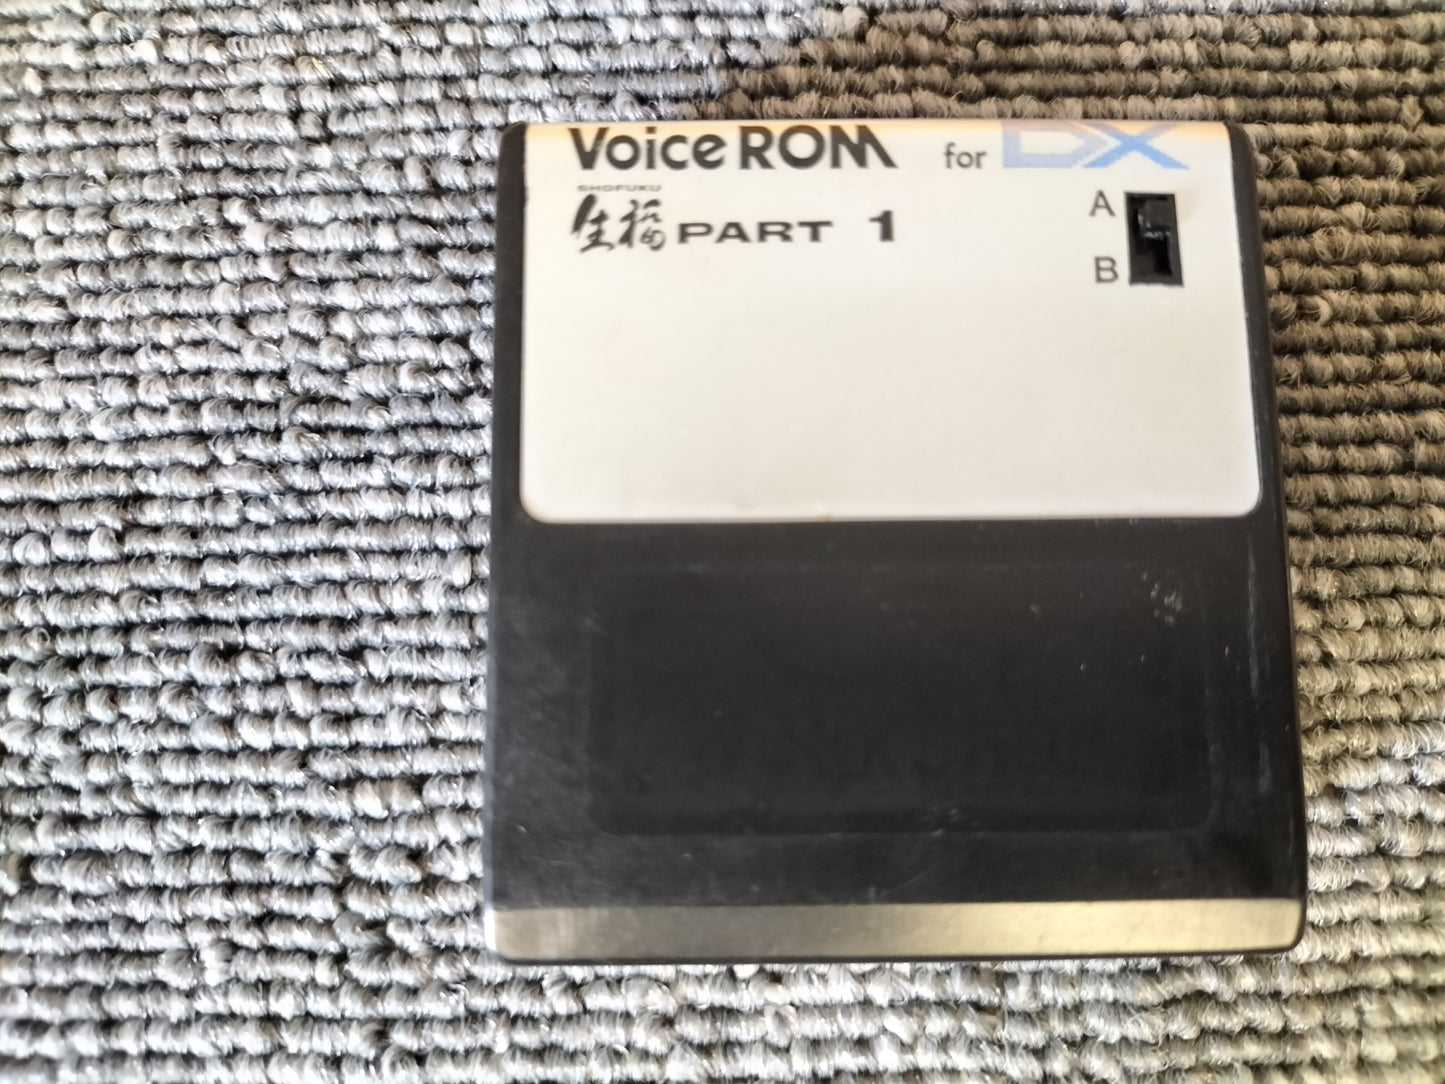 Voice ROM for DX
SHOFUKU
生福 PART 1
A
B